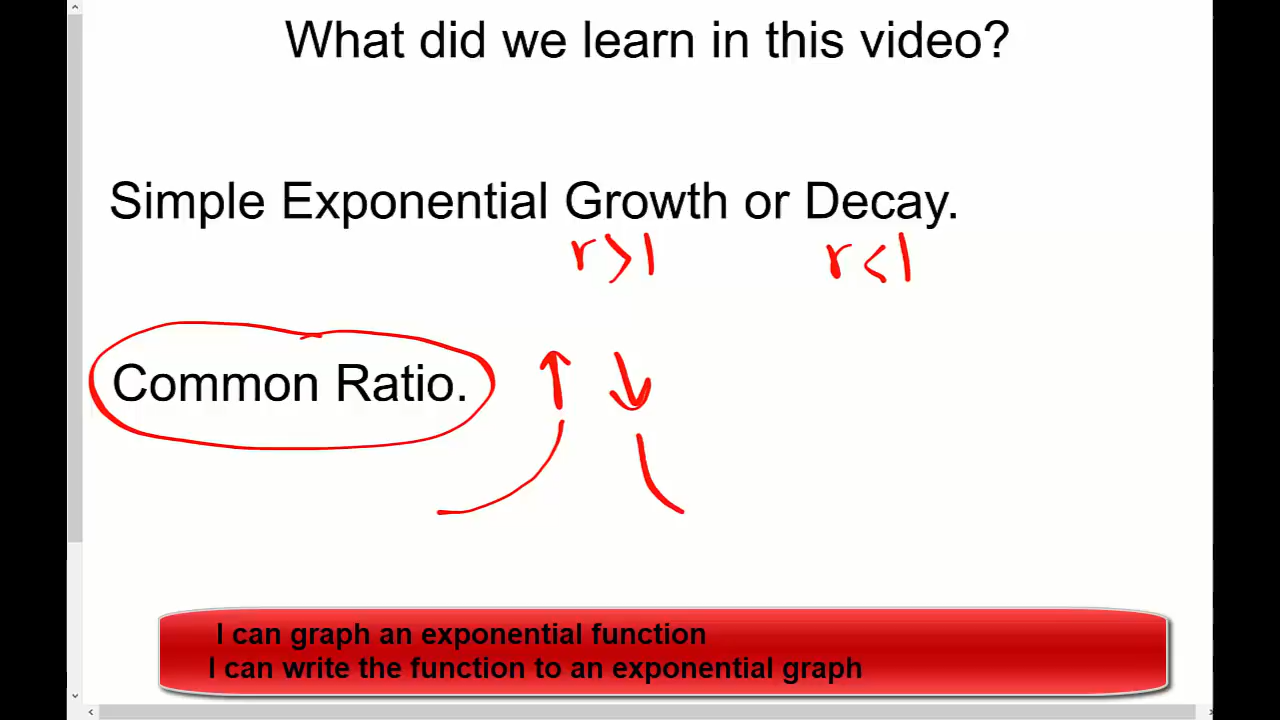 What did we learn in this video?
Simple Exponential Growth or Decay.
r>1 r<1
Common Ratio.
I can graph an exponential function
I can write the function to an exponential graph